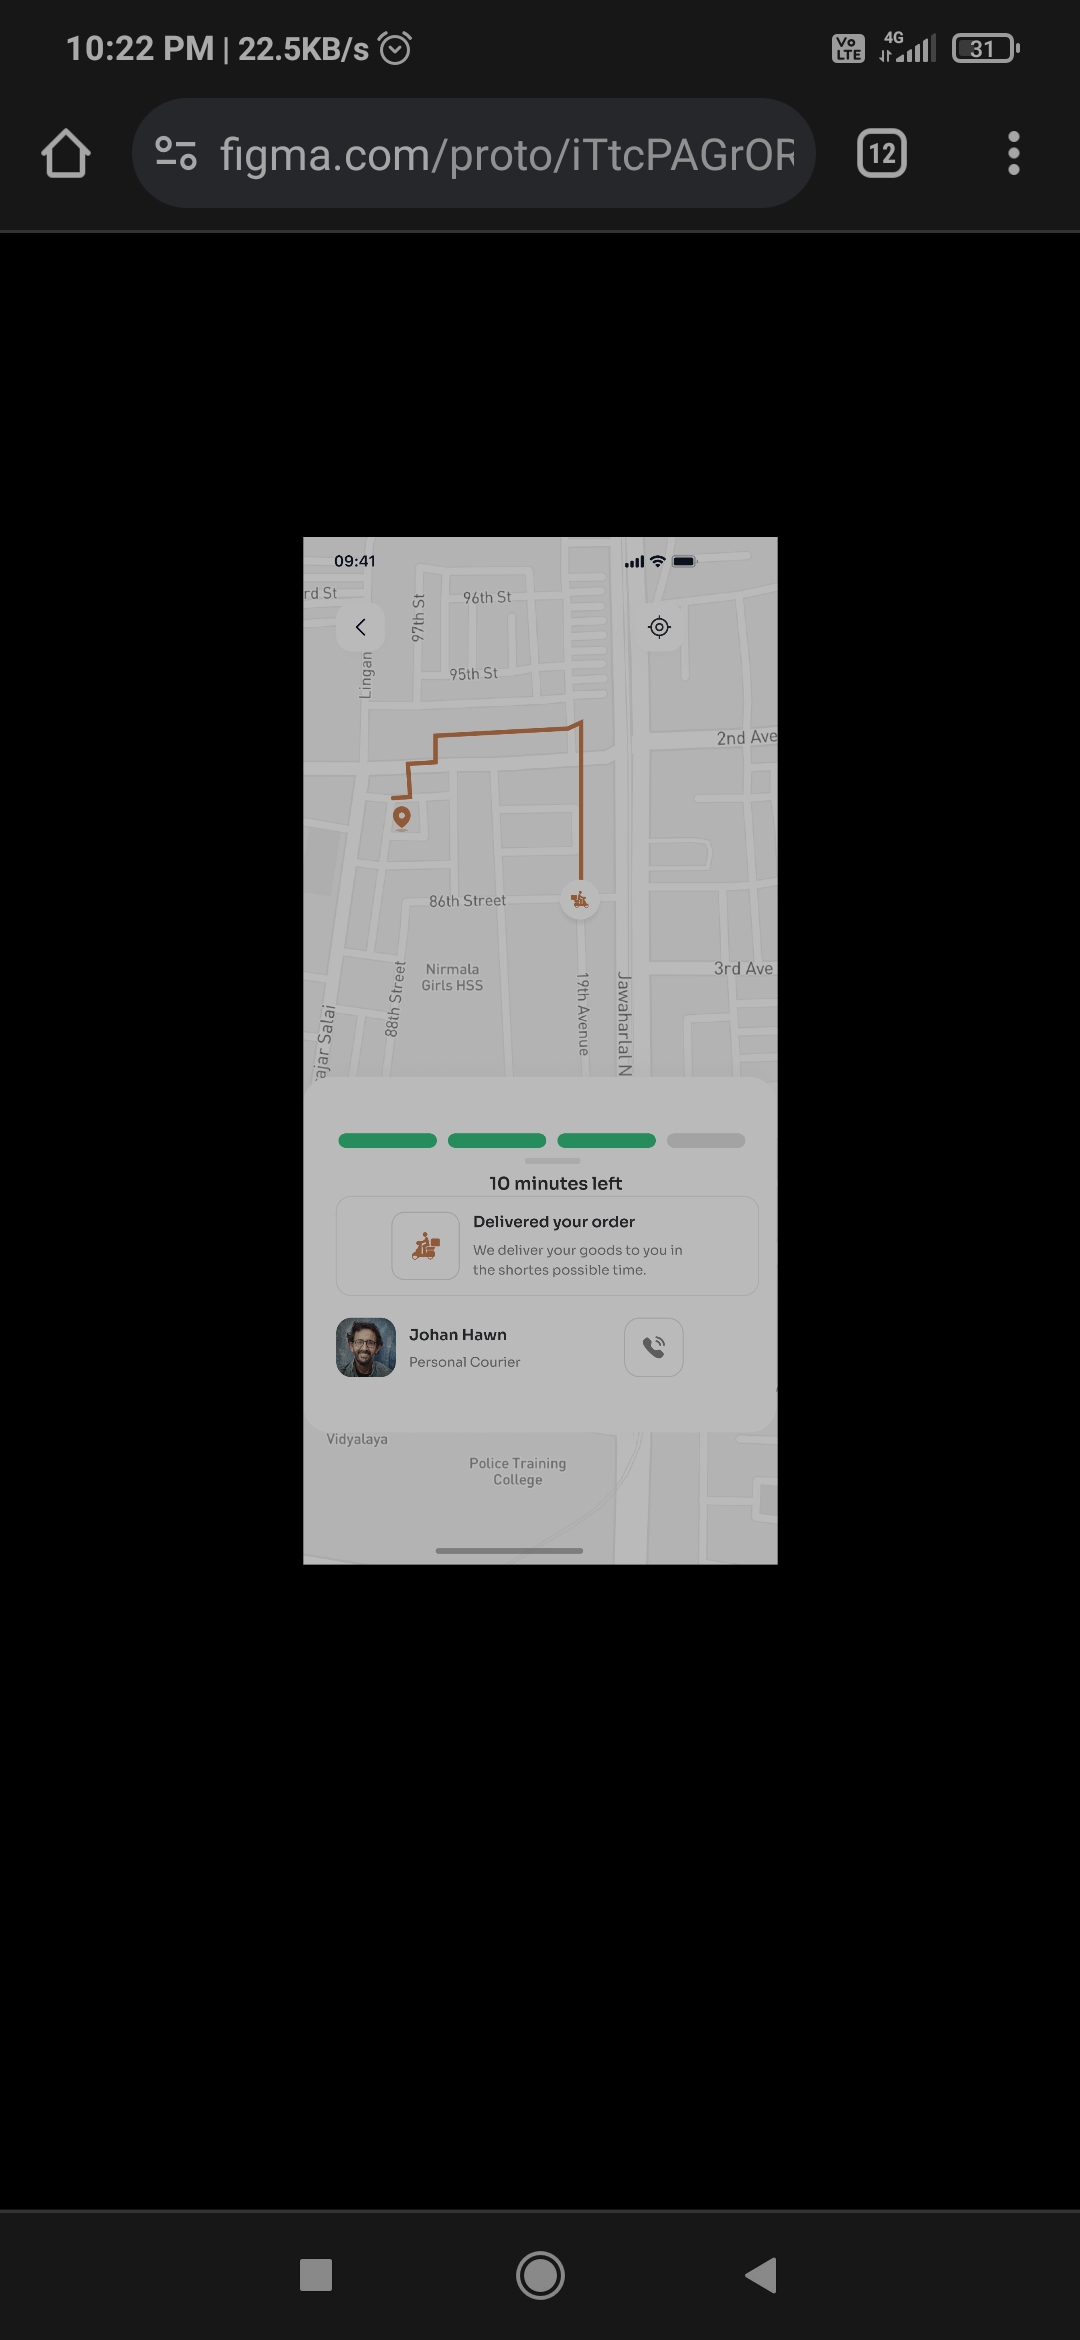 10:22 PM | 22.5KB/s
Vo LTE
4G
31
figma.com/proto/iTtcPAGrOR
12
09:41
rd St
97th St
96th St
Lingan
95th St
2nd Ave
86th Street
Nirmala
Girls HSS
88th Street
19th Avenue
Jawaharlal N
3rd Ave
ajar Salai
10 minutes left
Delivered your order
We deliver your goods to you in
the shortes possible time.
Johan Hawn
Personal Courier
Vidyalaya
Police Training
College